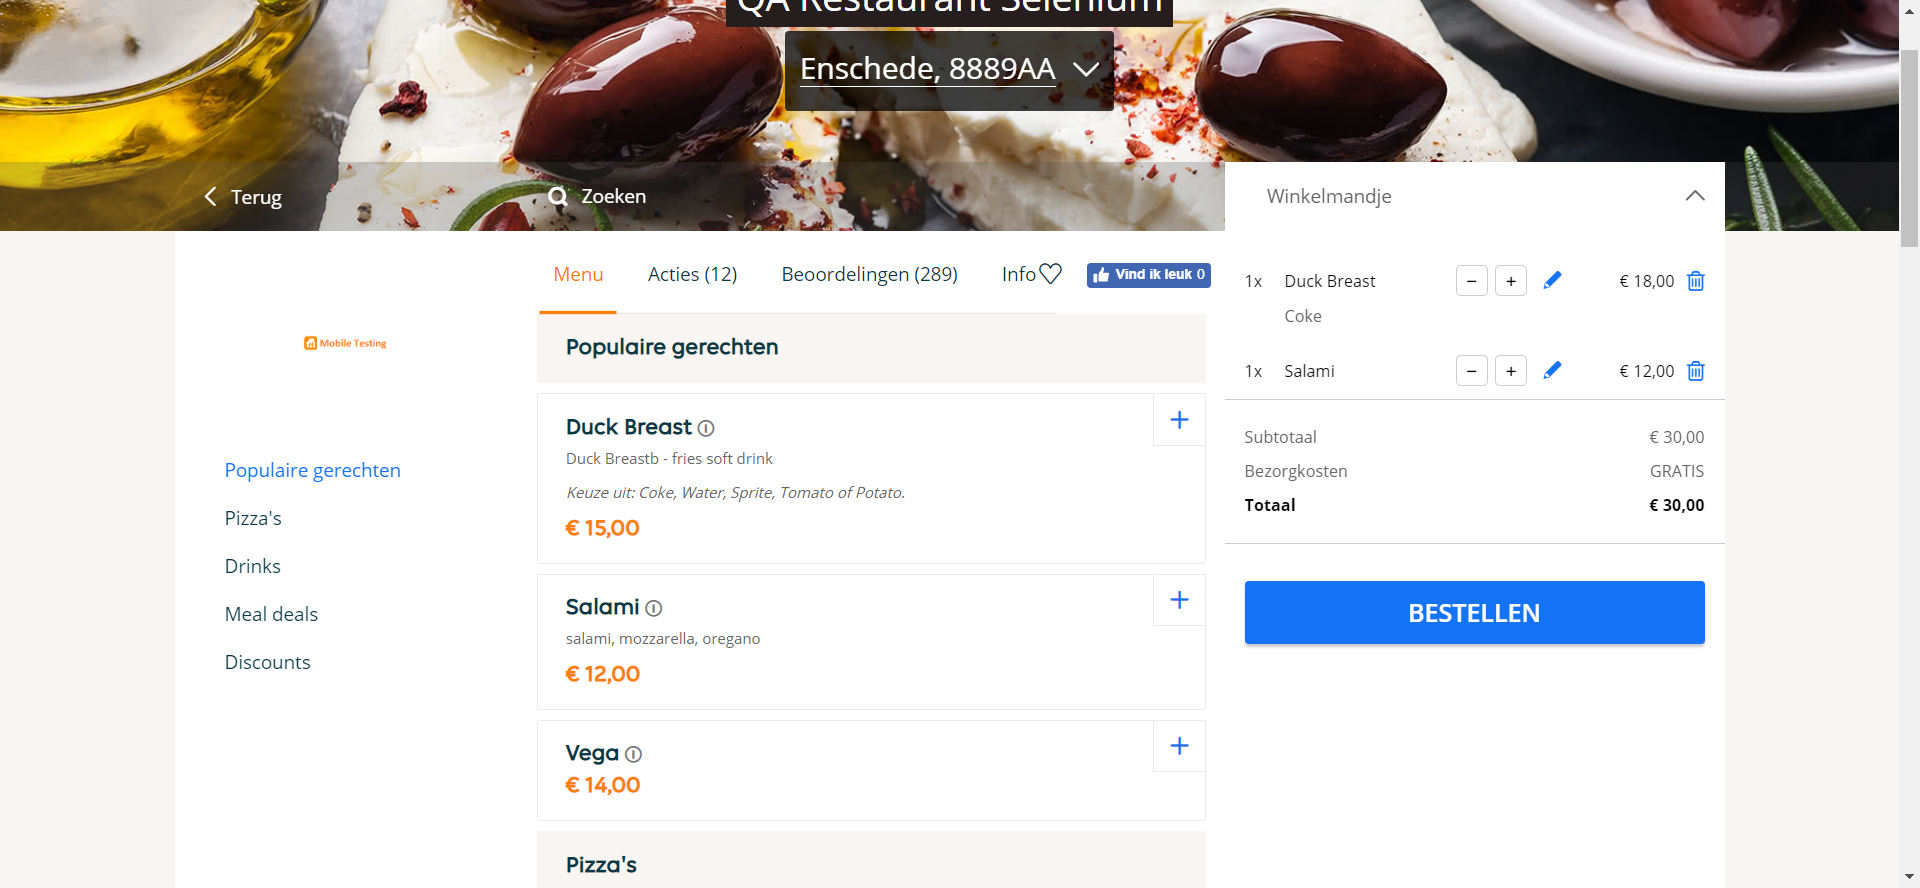 QA Restaurant Selenium
Enschede, 8889AA
Terug
Zoeken
Winkelmandje
Mobile Testing
Populaire gerechten
Pizza's
Drinks
Meal deals
Discounts
Menu
Acties (12)
Beoordelingen (289)
Info
Vind ik leuk 0
Populaire gerechten
Duck Breast
Duck Breastb - fries soft drink
Keuze uit: Coke, Water, Sprite, Tomato of Potato.
€ 15,00
Salami
salami, mozzarella, oregano
€ 12,00
Vega
€ 14,00
Pizza's
1x Duck Breast − + € 18,00
Coke
1x Salami − + € 12,00
Subtotaal € 30,00
Bezorgkosten GRATIS
Totaal € 30,00
BESTELLEN